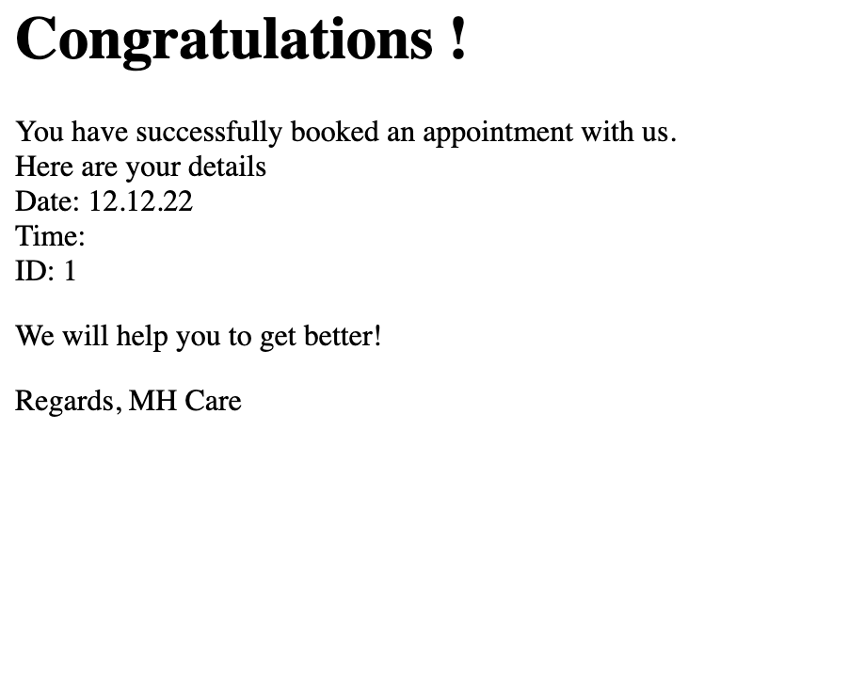 Congratulations !
You have successfully booked an appointment with us.
Here are your details
Date: 12.12.22
Time:
ID: 1
We will help you to get better!
Regards, MH Care